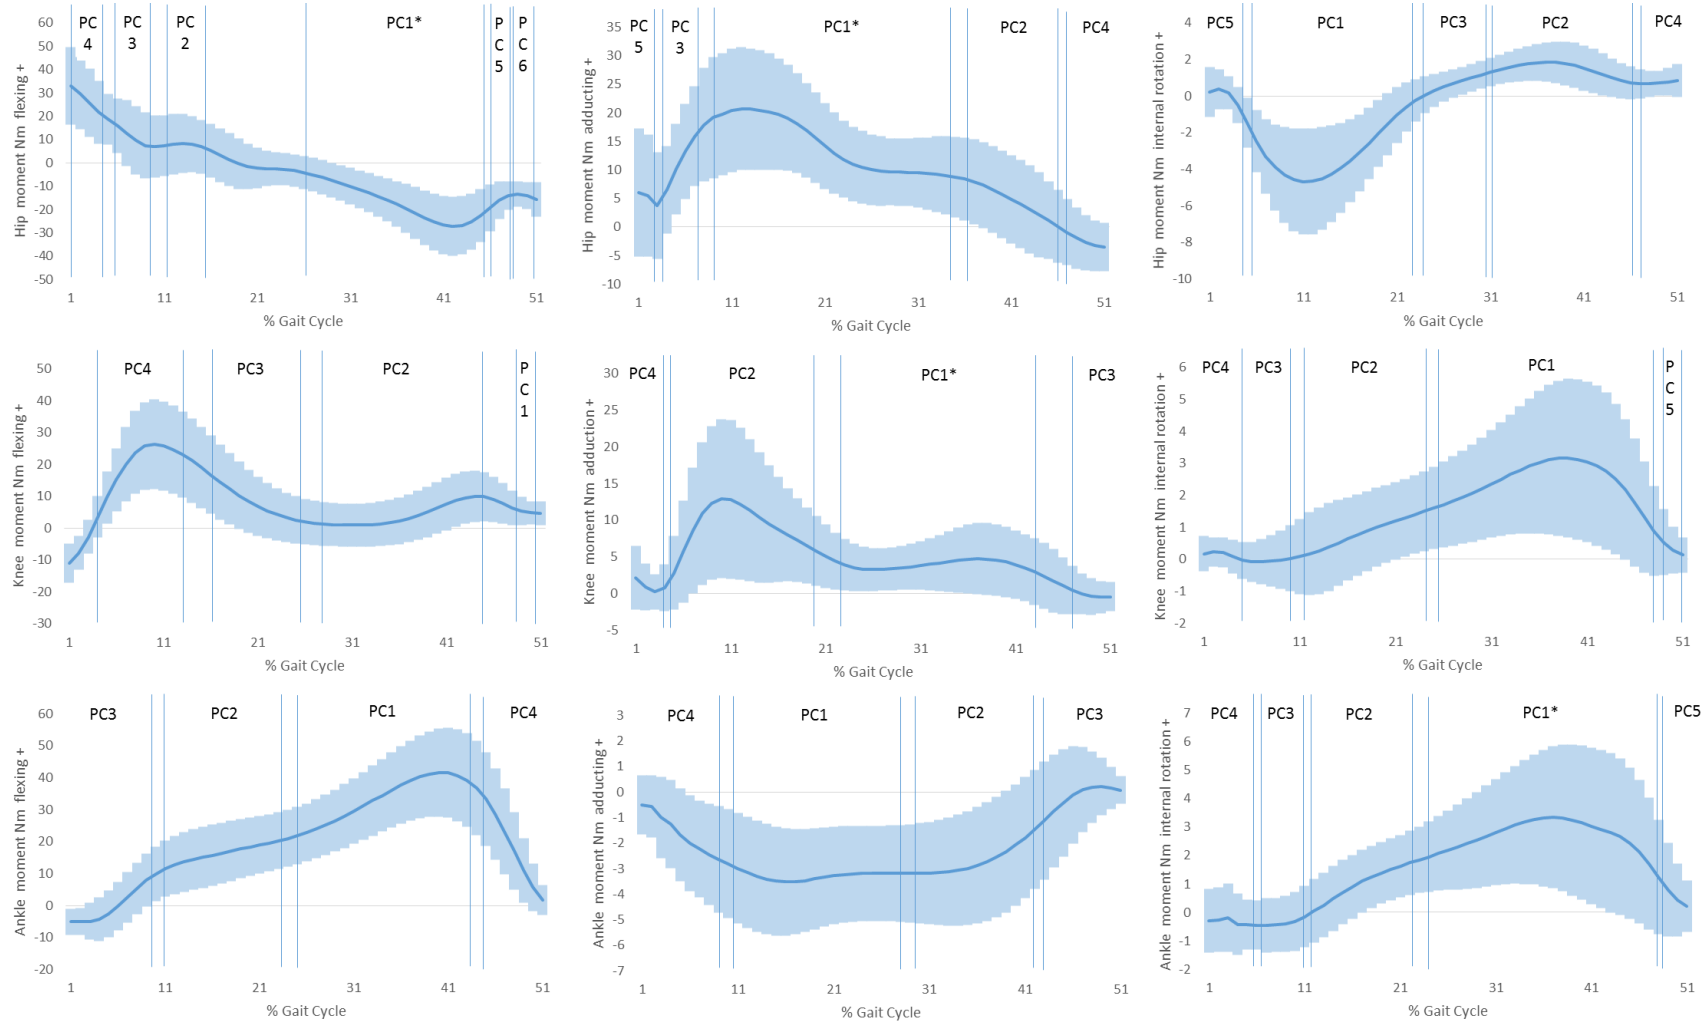 Hip moment Nm flexing +
60
50
40
30
20
10
0
-10
-20
-30
-40
-50
PC
4
PC
3
PC
2
PC1*
P
C
5
P
C
6
1
11
21
31
41
51
% Gait Cycle
Hip moment Nm adducting +
35
30
25
20
15
10
5
0
-5
-10
PC
5
PC
3
PC1*
PC2
PC4
1
11
21
31
41
51
% Gait Cycle
Hip moment Nm internal rotation +
4
2
0
-2
-4
-6
-8
-10
PC5
PC1
PC3
PC2
PC4
1
11
21
31
41
51
% Gait Cycle
Knee moment Nm flexing +
50
40
30
20
10
0
-10
-20
-30
PC4
PC3
PC2
P
C
1
1
11
21
31
41
51
% Gait Cycle
Knee moment Nm adduction +
30
25
20
15
10
5
0
-5
PC4
PC2
PC1*
PC3
1
11
21
31
41
51
% Gait Cycle
Knee moment Nm internal rotation +
6
5
4
3
2
1
0
-1
-2
PC4
PC3
PC2
PC1
P
C
5
1
11
21
31
41
51
% Gait Cycle
Ankle moment Nm flexing +
60
50
40
30
20
10
0
-10
-20
PC3
PC2
PC1
PC4
1
11
21
31
41
51
% Gait Cycle
Ankle moment Nm adducting +
3
2
1
0
-1
-2
-3
-4
-5
-6
-7
PC4
PC1
PC2
PC3
1
11
21
31
41
51
% Gait Cycle
Ankle moment Nm internal rotation +
7
6
5
4
3
2
1
0
-1
-2
PC4
PC3
PC2
PC1*
PC5
1
11
21
31
41
51
% Gait Cycle